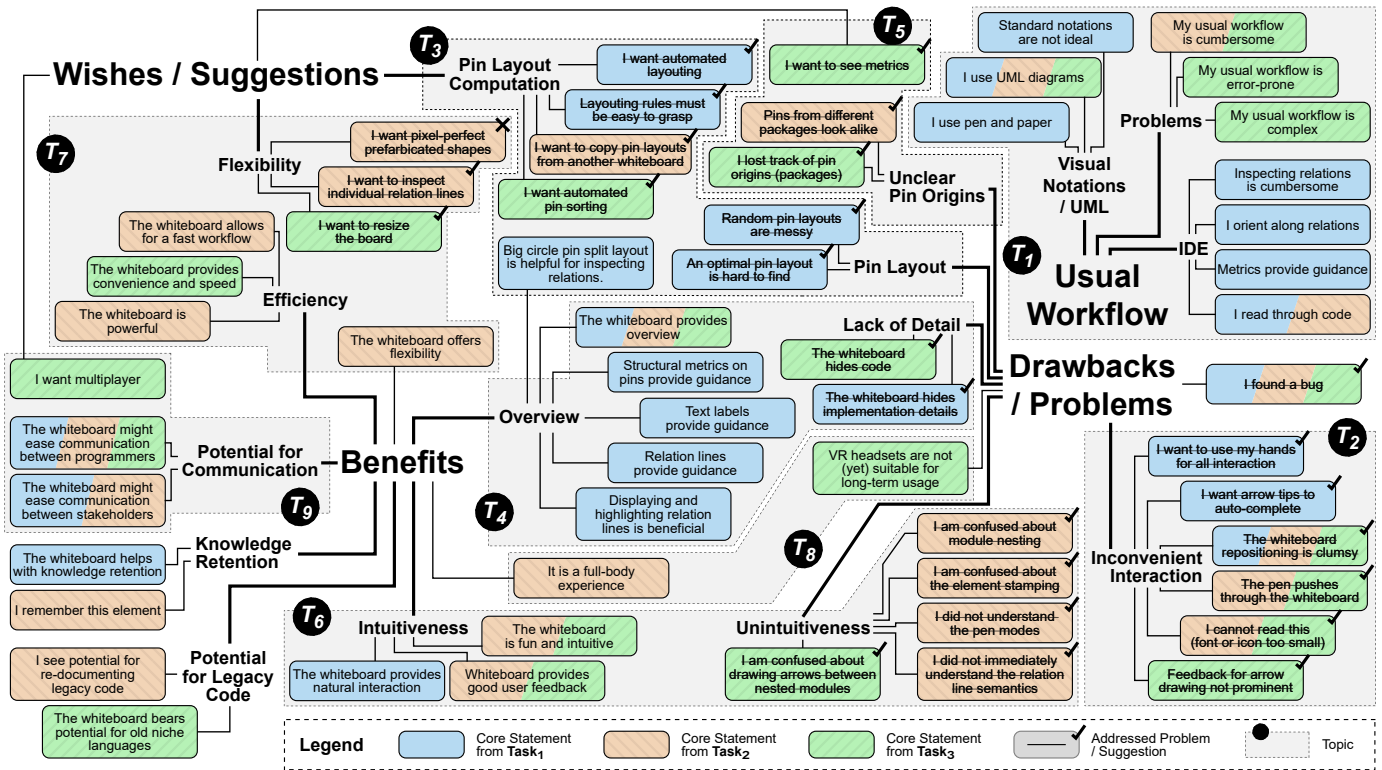 Wishes / Suggestions
T3
Pin Layout
Computation
I want automated
layouting
Layouting rules must
be easy to grasp
I want to copy pin layouts
from another whiteboard
I want automated
pin sorting
T5
I want to see metrics
T7
Flexibility
I want pixel-perfect
prefarbicated shapes
I want to inspect
individual relation lines
I want to resize
the board
The whiteboard allows
for a fast workflow
The whiteboard provides
convenience and speed
The whiteboard is
powerful
Efficiency
The whiteboard offers
flexibility
I want multiplayer
The whiteboard might
ease communication
between programmers
The whiteboard might
ease communication
between stakeholders
Potential for
Communication
T9
Benefits
The whiteboard helps
with knowledge retention
I remember this element
Knowledge
Retention
I see potential for
re-documenting
legacy code
The whiteboard bears
potential for old niche
languages
Potential
for Legacy
Code
Pins from different
packages look alike
I lost track of pin
origins (packages)
Unclear
Pin Origins
Random pin layouts
are messy
An optimal pin layout
is hard to find
Pin Layout
Big circle pin split layout
is helpful for inspecting
relations.
The whiteboard provides
overview
Structural metrics on
pins provide guidance
Text labels
provide guidance
Relation lines
provide guidance
Displaying and
highlighting relation
lines is beneficial
Overview
T4
Lack of Detail
The whiteboard
hides code
The whiteboard hides
implementation details
VR headsets are not
(yet) suitable for
long-term usage
It is a full-body
experience
T8
T6
Intuitiveness
The whiteboard
is fun and intuitive
The whiteboard provides
natural interaction
Whiteboard provides
good user feedback
Unintuitiveness
I am confused about
module nesting
I am confused about
the element stamping
I did not understand
the pen modes
I did not immediately
understand the relation
line semantics
I am confused about
drawing arrows between
nested modules
Standard notations
are not ideal
I use UML diagrams
I use pen and paper
Visual
Notations
/ UML
My usual workflow
is cumbersome
My usual workflow is
error-prone
My usual workflow is
complex
Problems
Inspecting relations
is cumbersome
I orient along relations
Metrics provide guidance
I read through code
IDE
T1
Usual
Workflow
Drawbacks
/ Problems
I found a bug
T2
I want to use my hands
for all interaction
I want arrow tips to
auto-complete
The whiteboard
repositioning is clumsy
The pen pushes
through the whiteboard
I cannot read this
(font or icon too small)
Feedback for arrow
drawing not prominent
Inconvenient
Interaction
Legend
Core Statement
from Task1
Core Statement
from Task2
Core Statement
from Task3
Addressed Problem
/ Suggestion
Topic